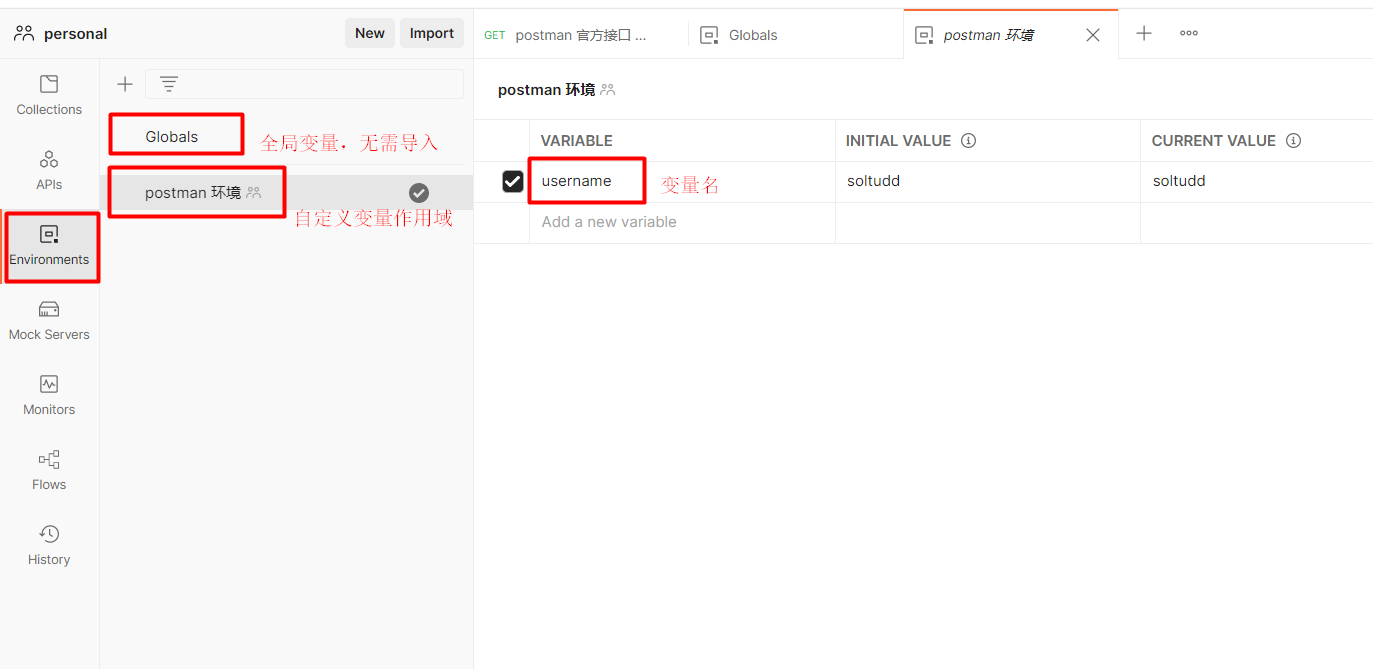 personal
New
Import
GET postman 官方接口 ...
Globals
postman 环境
Collections
APIs
Environments
Mock Servers
Monitors
Flows
History
Globals
全局变量.无需导入
postman 环境
自定义变量作用域
postman 环境
VARIABLE INITIAL VALUE CURRENT VALUE
username 变量名 soltudd soltudd
Add a new variable